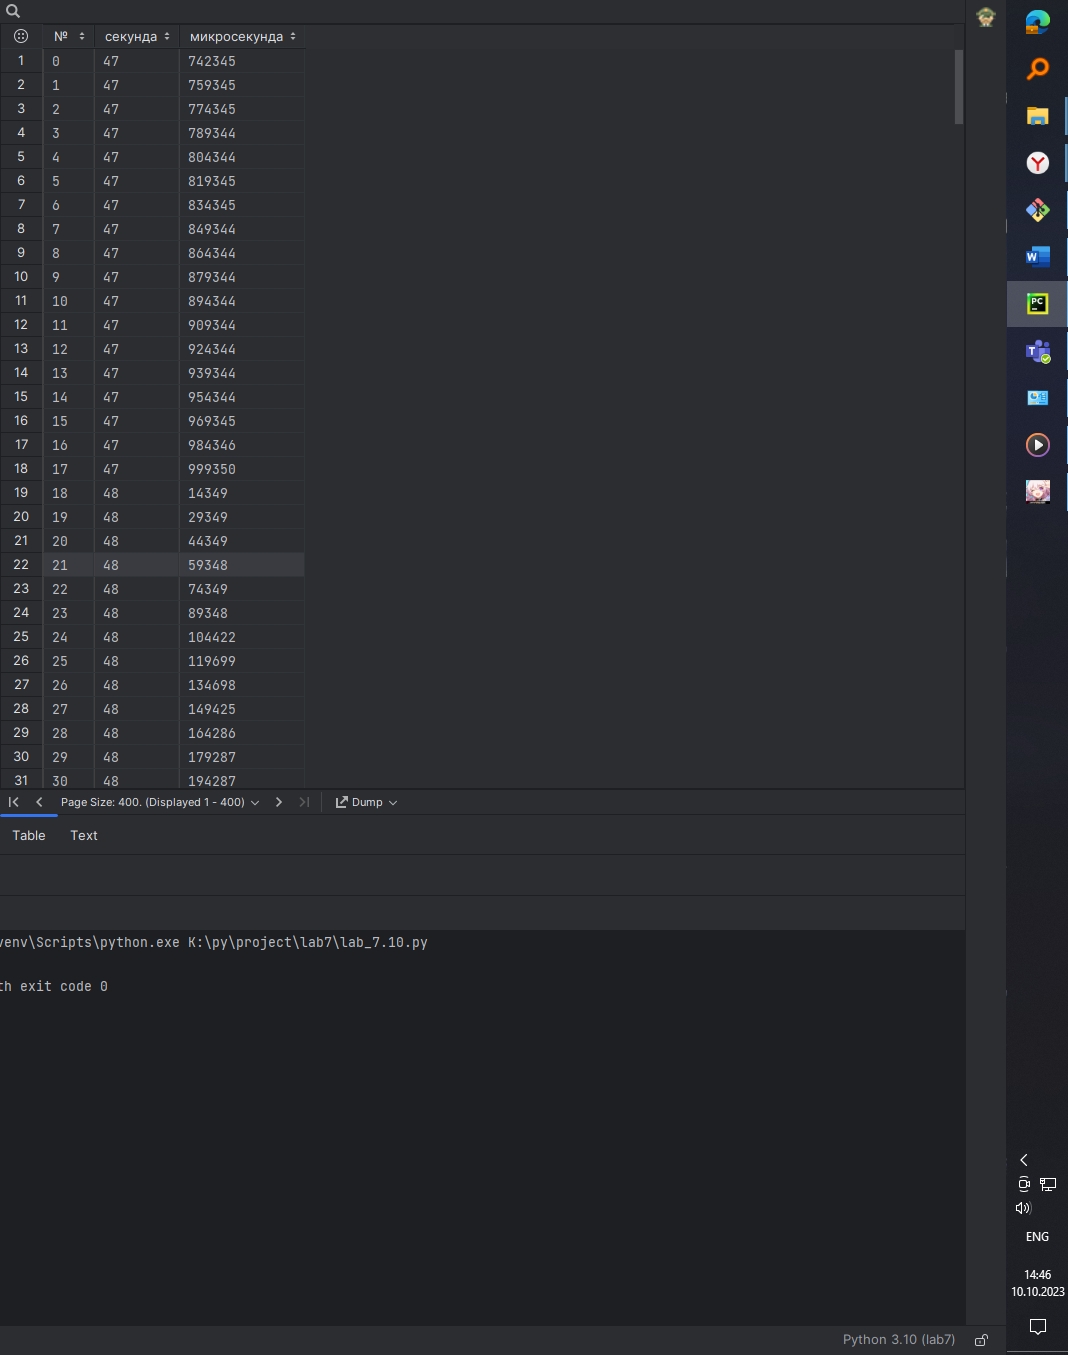 № секунда микросекунда
1 0 47 742345
2 1 47 759345
3 2 47 774345
4 3 47 789344
5 4 47 804344
6 5 47 819345
7 6 47 834345
8 7 47 849344
9 8 47 864344
10 9 47 879344
11 10 47 894344
12 11 47 909344
13 12 47 924344
14 13 47 939344
15 14 47 954344
16 15 47 969345
17 16 47 984346
18 17 47 999350
19 18 48 14349
20 19 48 29349
21 20 48 44349
22 21 48 59348
23 22 48 74349
24 23 48 89348
25 24 48 104422
26 25 48 119699
27 26 48 134698
28 27 48 149425
29 28 48 164286
30 29 48 179287
31 30 48 194287
Page Size: 400. (Displayed 1 - 400) Dump
Table Text
venv\Scripts\python.exe K:\py\project\lab7\lab_7.10.py
th exit code 0
Python 3.10 (lab7)
PC
ENG
14:46
10.10.2023